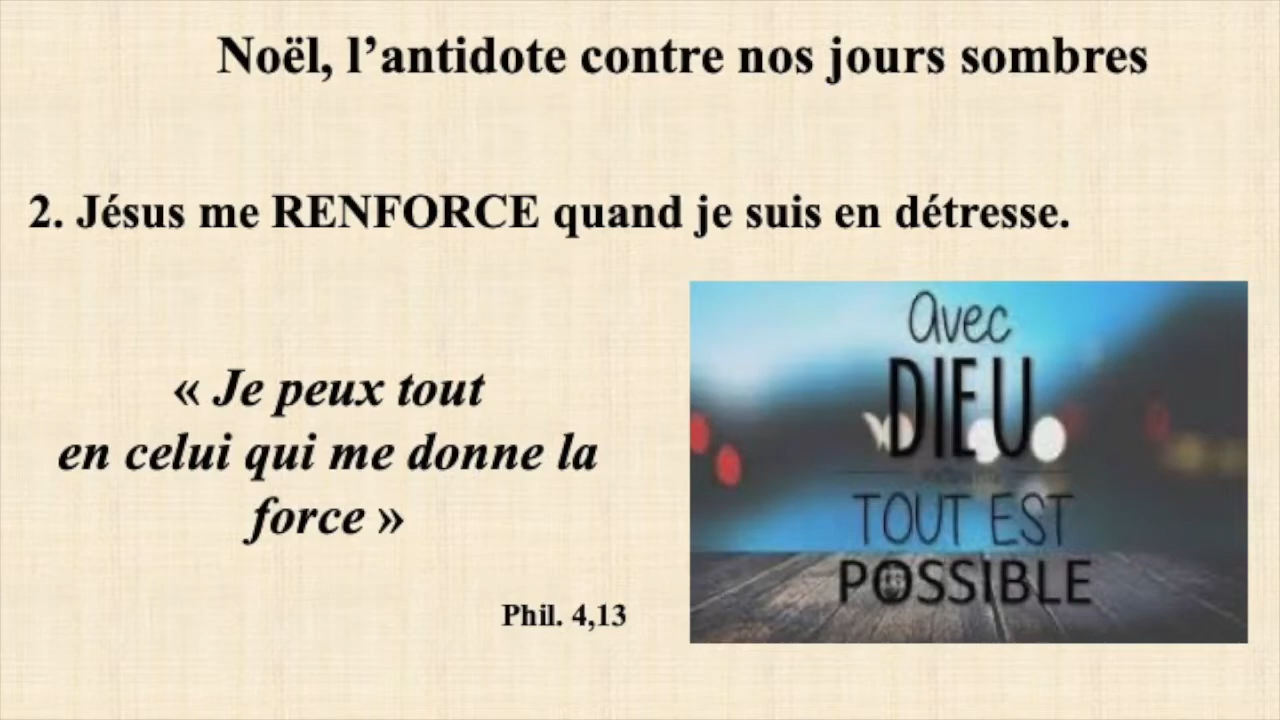 Noël, l’antidote contre nos jours sombres
2. Jésus me RENFORCE quand je suis en détresse.
« Je peux tout
en celui qui me donne la
force »
Phil. 4,13
Avec
DIEU
TOUT EST
POSSIBLE